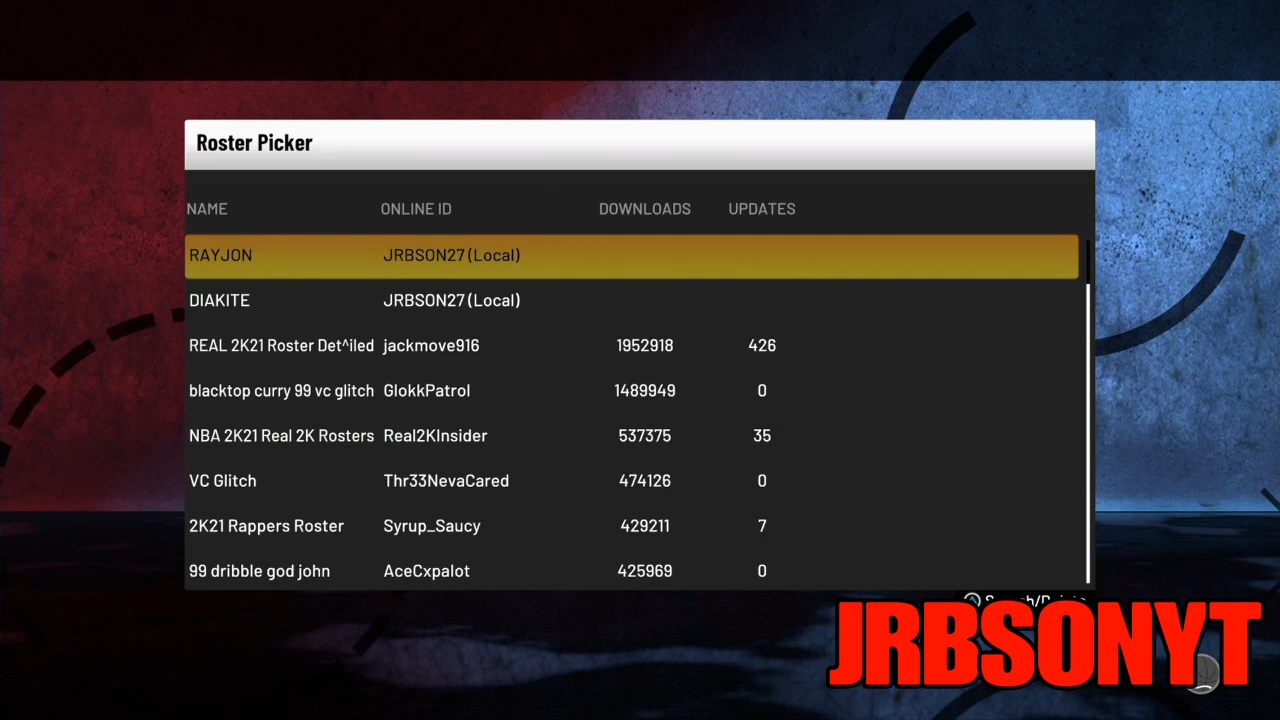 Roster Picker
NAME ONLINE ID DOWNLOADS UPDATES
RAYJON JRBSON27 (Local)
DIAKITE JRBSON27 (Local)
REAL 2K21 Roster Det^iled jackmove916 1952918 426
blacktop curry 99 vc glitch GlokkPatrol 1489949 0
NBA 2K21 Real 2K Rosters Real2KInsider 537375 35
VC Glitch Thr33NevaCared 474126 0
2K21 Rappers Roster Syrup_Saucy 429211 7
99 dribble god john AceCxpalot 425969 0
JRBSONYT